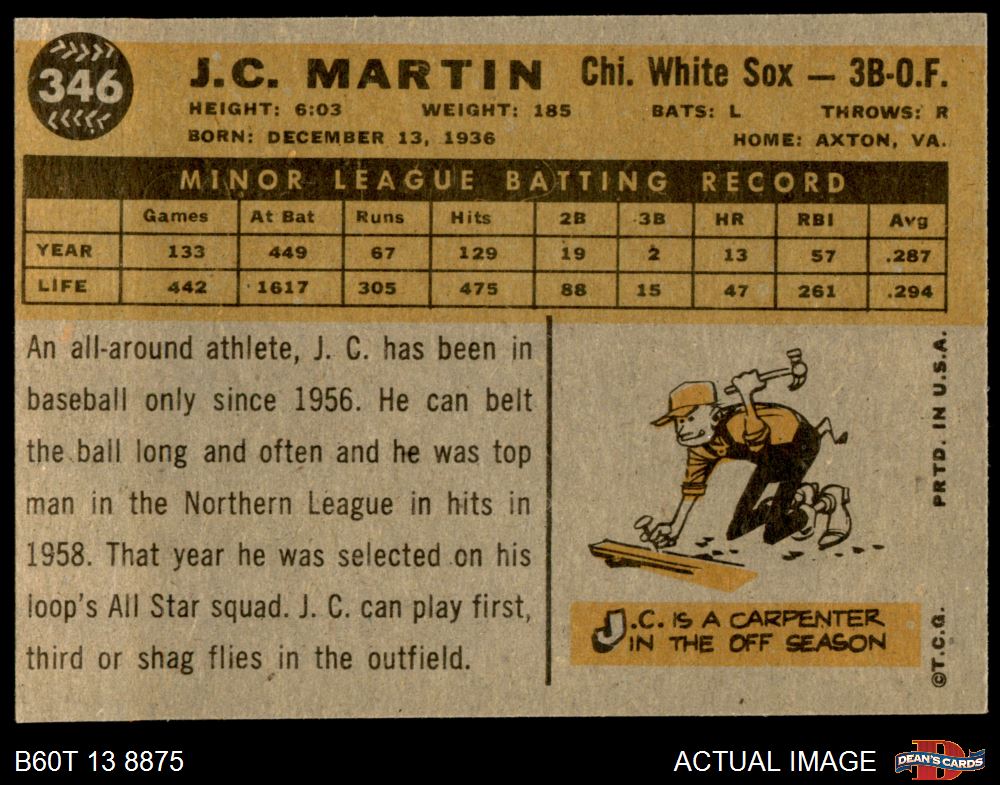 346
J.C. MARTIN Chi. White Sox — 3B-O.F.
HEIGHT: 6:03 WEIGHT: 185 BATS: L THROWS: R
BORN: DECEMBER 13, 1936 HOME: AXTON, VA.
MINOR LEAGUE BATTING RECORD
Games At Bat Runs Hits 2B 3B HR RBI Avg
YEAR 133 449 67 129 19 2 13 57 .287
LIFE 442 1617 305 475 88 15 47 261 .294
An all-around athlete, J. C. has been in
baseball only since 1956. He can belt
the ball long and often and he was top
man in the Northern League in hits in
1958. That year he was selected on his
loop's All Star squad. J. C. can play first,
third or shag flies in the outfield.
J.C. IS A CARPENTER
IN THE OFF SEASON
©T.C.G. PRTD. IN U.S.A.
B60T 13 8875 ACTUAL IMAGE DEAN'S CARDS